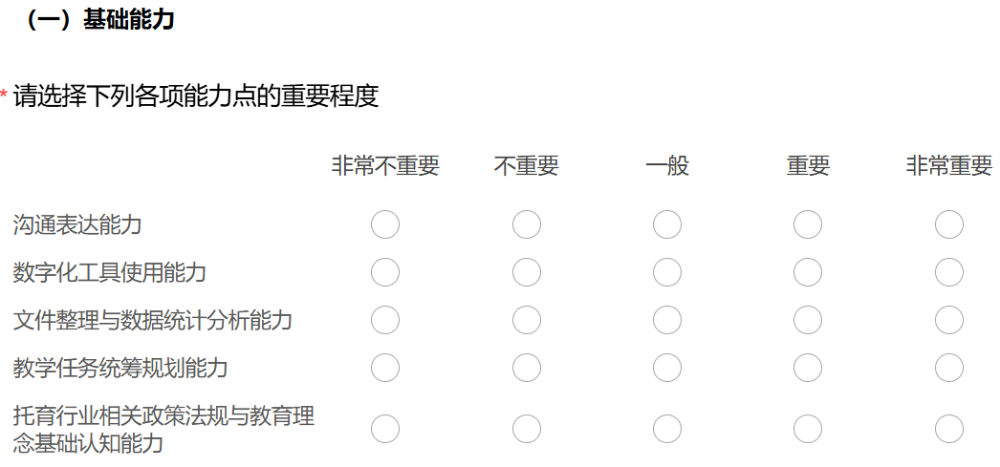 （一）基础能力
* 请选择下列各项能力点的重要程度
非常不重要 不重要 一般 重要 非常重要
沟通表达能力
数字化工具使用能力
文件整理与数据统计分析能力
教学任务统筹规划能力
托育行业相关政策法规与教育理
念基础认知能力